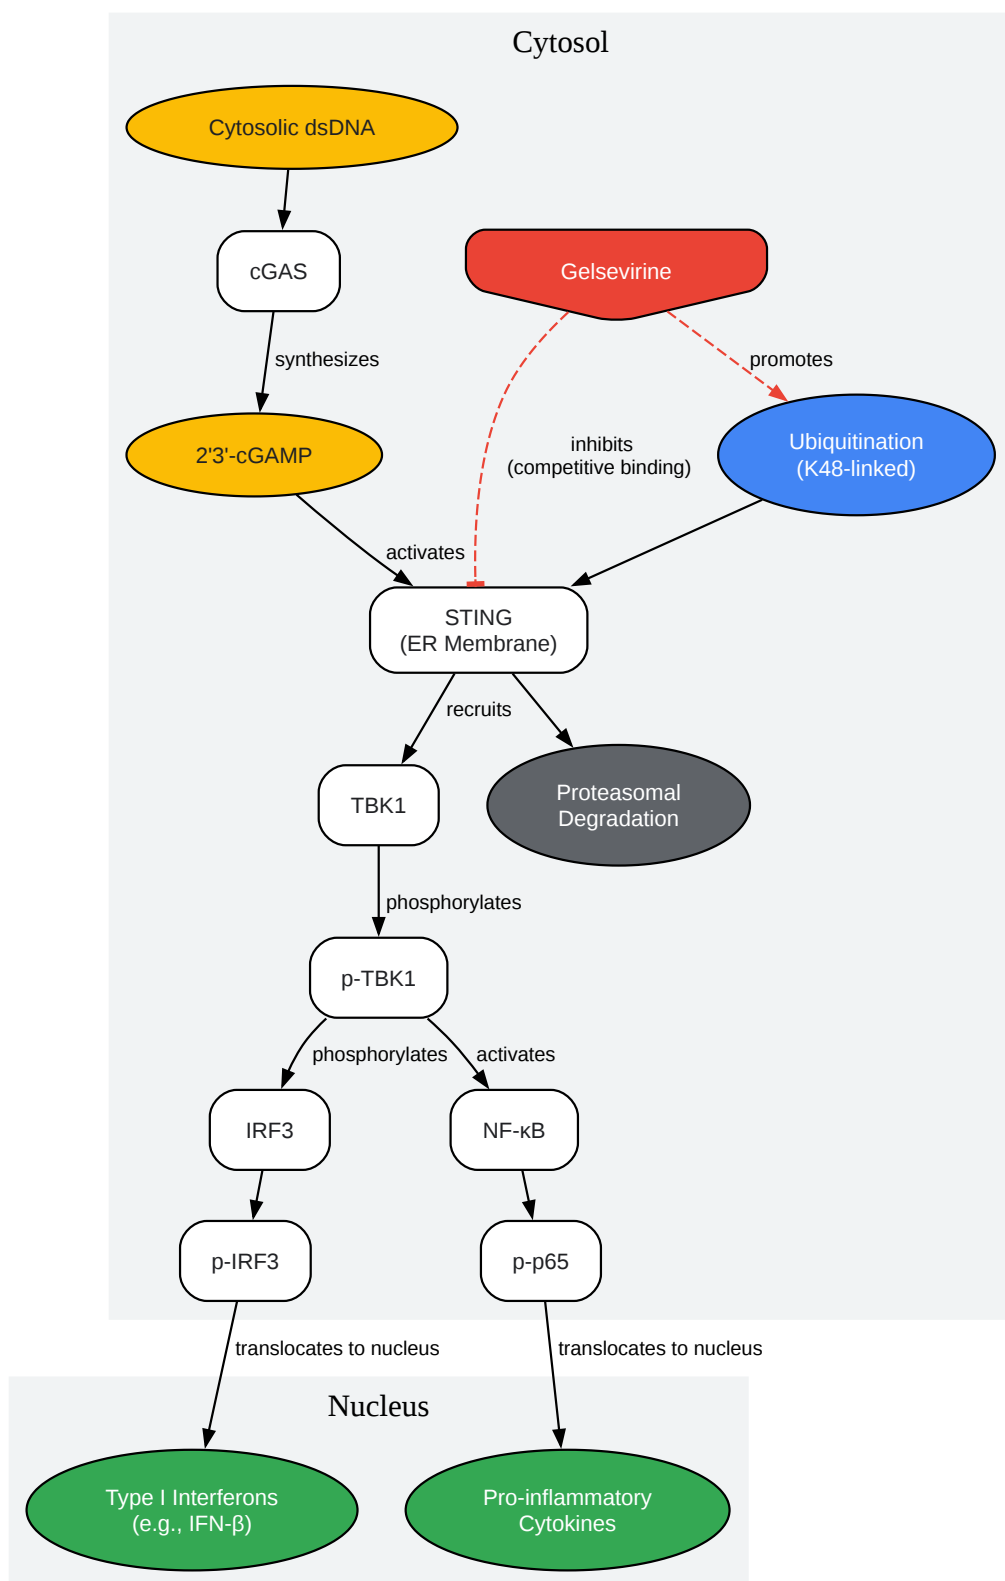 Cytosol
Cytosolic dsDNA
cGAS
Gelsevirine
synthesizes
promotes
2'3'-cGAMP
inhibits
(competitive binding)
Ubiquitination
(K48-linked)
activates
STING
(ER Membrane)
recruits
TBK1
Proteasomal
Degradation
phosphorylates
p-TBK1
phosphorylates
activates
IRF3
NF-κB
p-IRF3
p-p65
translocates to nucleus
translocates to nucleus
Nucleus
Type I Interferons
(e.g., IFN-β)
Pro-inflammatory
Cytokines